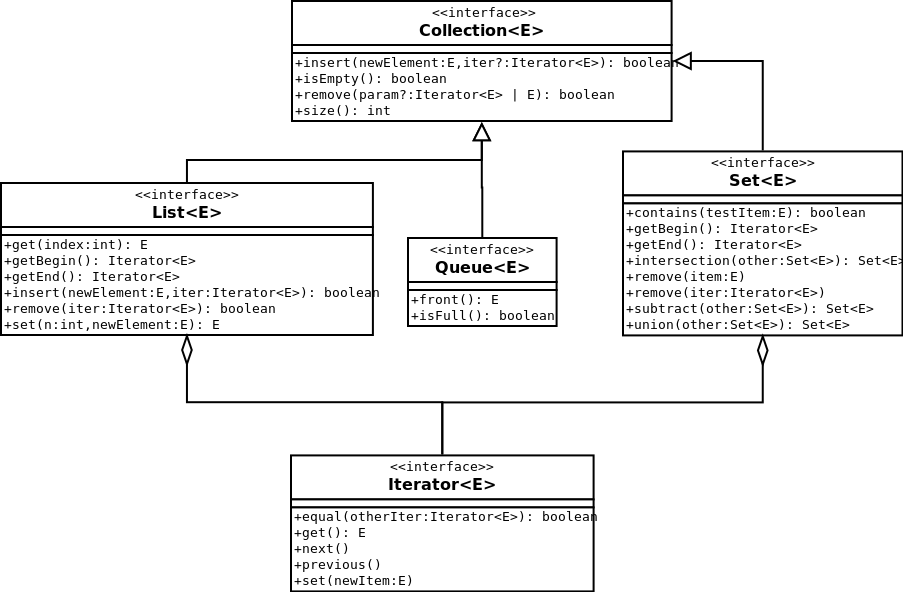 <<interface>>
Collection<E>
+insert(newElement:E,iter?:Iterator<E>): boolean
+isEmpty(): boolean
+remove(param?:Iterator<E> | E): boolean
+size(): int
<<interface>>
List<E>
+get(index:int): E
+getBegin(): Iterator<E>
+getEnd(): Iterator<E>
+insert(newElement:E,iter:Iterator<E>): boolean
+remove(iter:Iterator<E>): boolean
+set(n:int,newElement:E): E
<<interface>>
Queue<E>
+front(): E
+isFull(): boolean
<<interface>>
Set<E>
+contains(testItem:E): boolean
+getBegin(): Iterator<E>
+getEnd(): Iterator<E>
+intersection(other:Set<E>): Set<E>
+remove(item:E)
+remove(iter:Iterator<E>)
+subtract(other:Set<E>): Set<E>
+union(other:Set<E>): Set<E>
<<interface>>
Iterator<E>
+equal(otherIter:Iterator<E>): boolean
+get(): E
+next()
+previous()
+set(newItem:E)